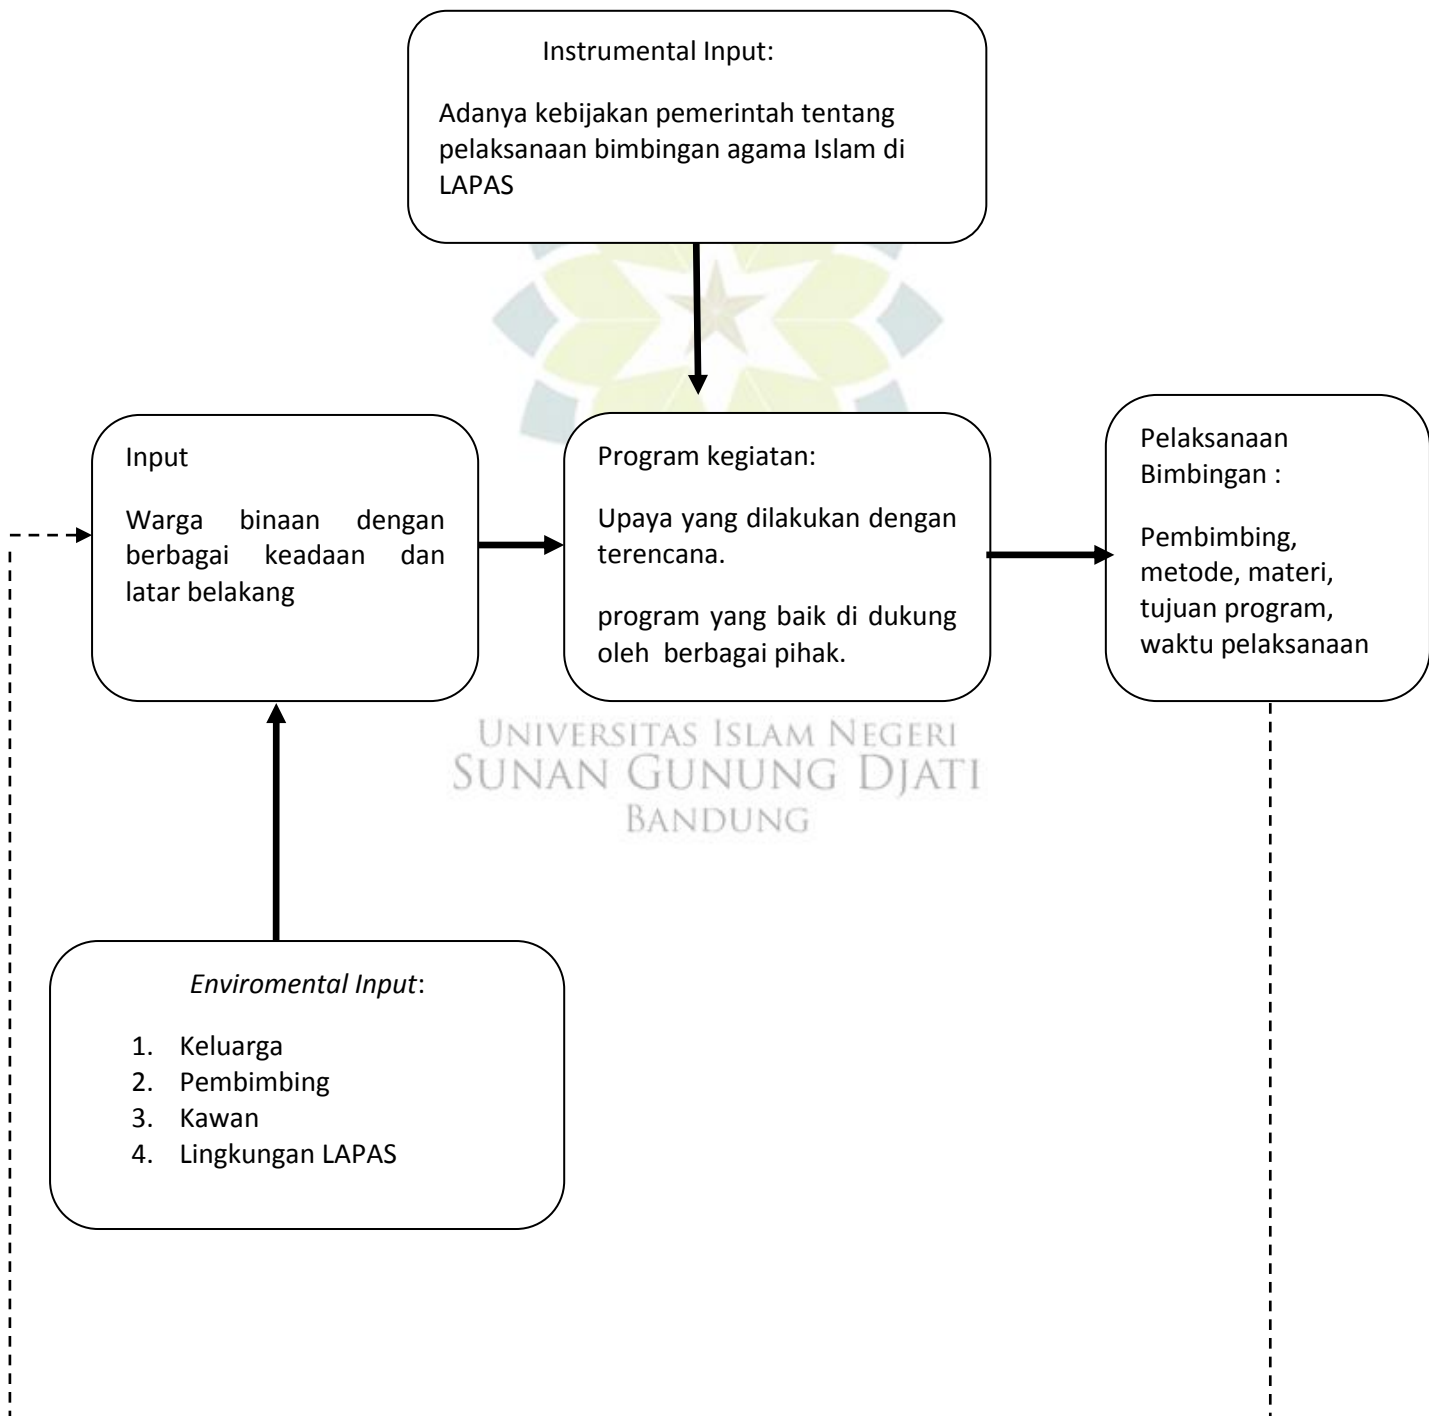 Instrumental Input:
Adanya kebijakan pemerintah tentang
pelaksanaan bimbingan agama Islam di
LAPAS
Input
Warga binaan dengan
berbagai keadaan dan
latar belakang
Program kegiatan:
Upaya yang dilakukan dengan
terencana.
program yang baik di dukung
oleh berbagai pihak.
Pelaksanaan
Bimbingan :
Pembimbing,
metode, materi,
tujuan program,
waktu pelaksanaan
UNIVERSITAS ISLAM NEGERI
SUNAN GUNUNG DJATI
BANDUNG
Enviromental Input:
1. Keluarga
2. Pembimbing
3. Kawan
4. Lingkungan LAPAS